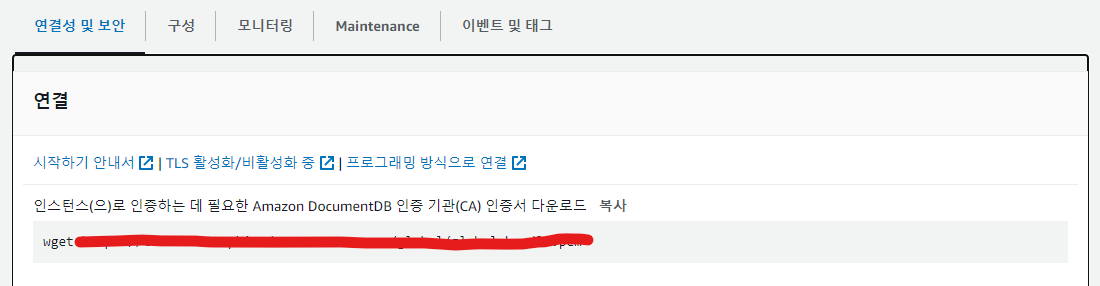 연결성 및 보안 구성 모니터링 Maintenance 이벤트 및 태그
연결
시작하기 안내서 | TLS 활성화/비활성화 중 | 프로그래밍 방식으로 연결
인스턴스(으)로 인증하는 데 필요한 Amazon DocumentDB 인증 기관(CA) 인증서 다운로드 복사
wget